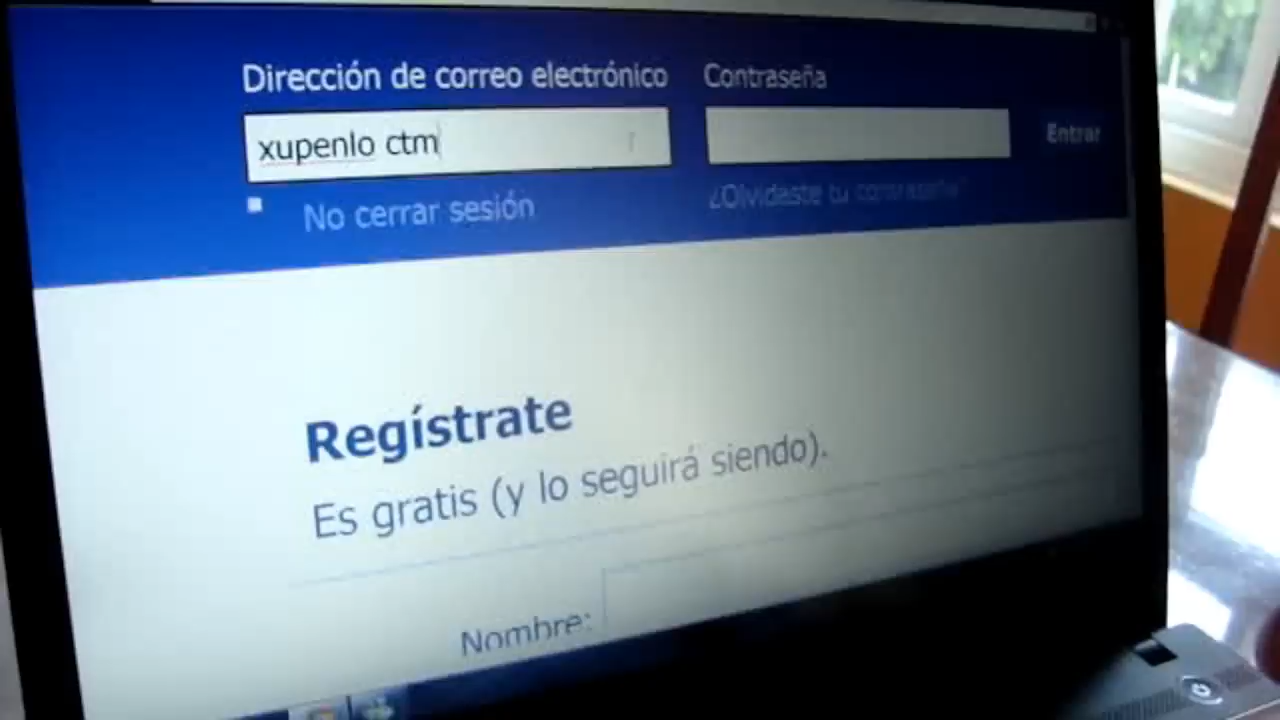 Dirección de correo electrónico Contraseña
xupenlo ctm
Entrar
No cerrar sesión ¿Olvidaste tu contraseña?
Regístrate
Es gratis (y lo seguirá siendo).
Nombre: